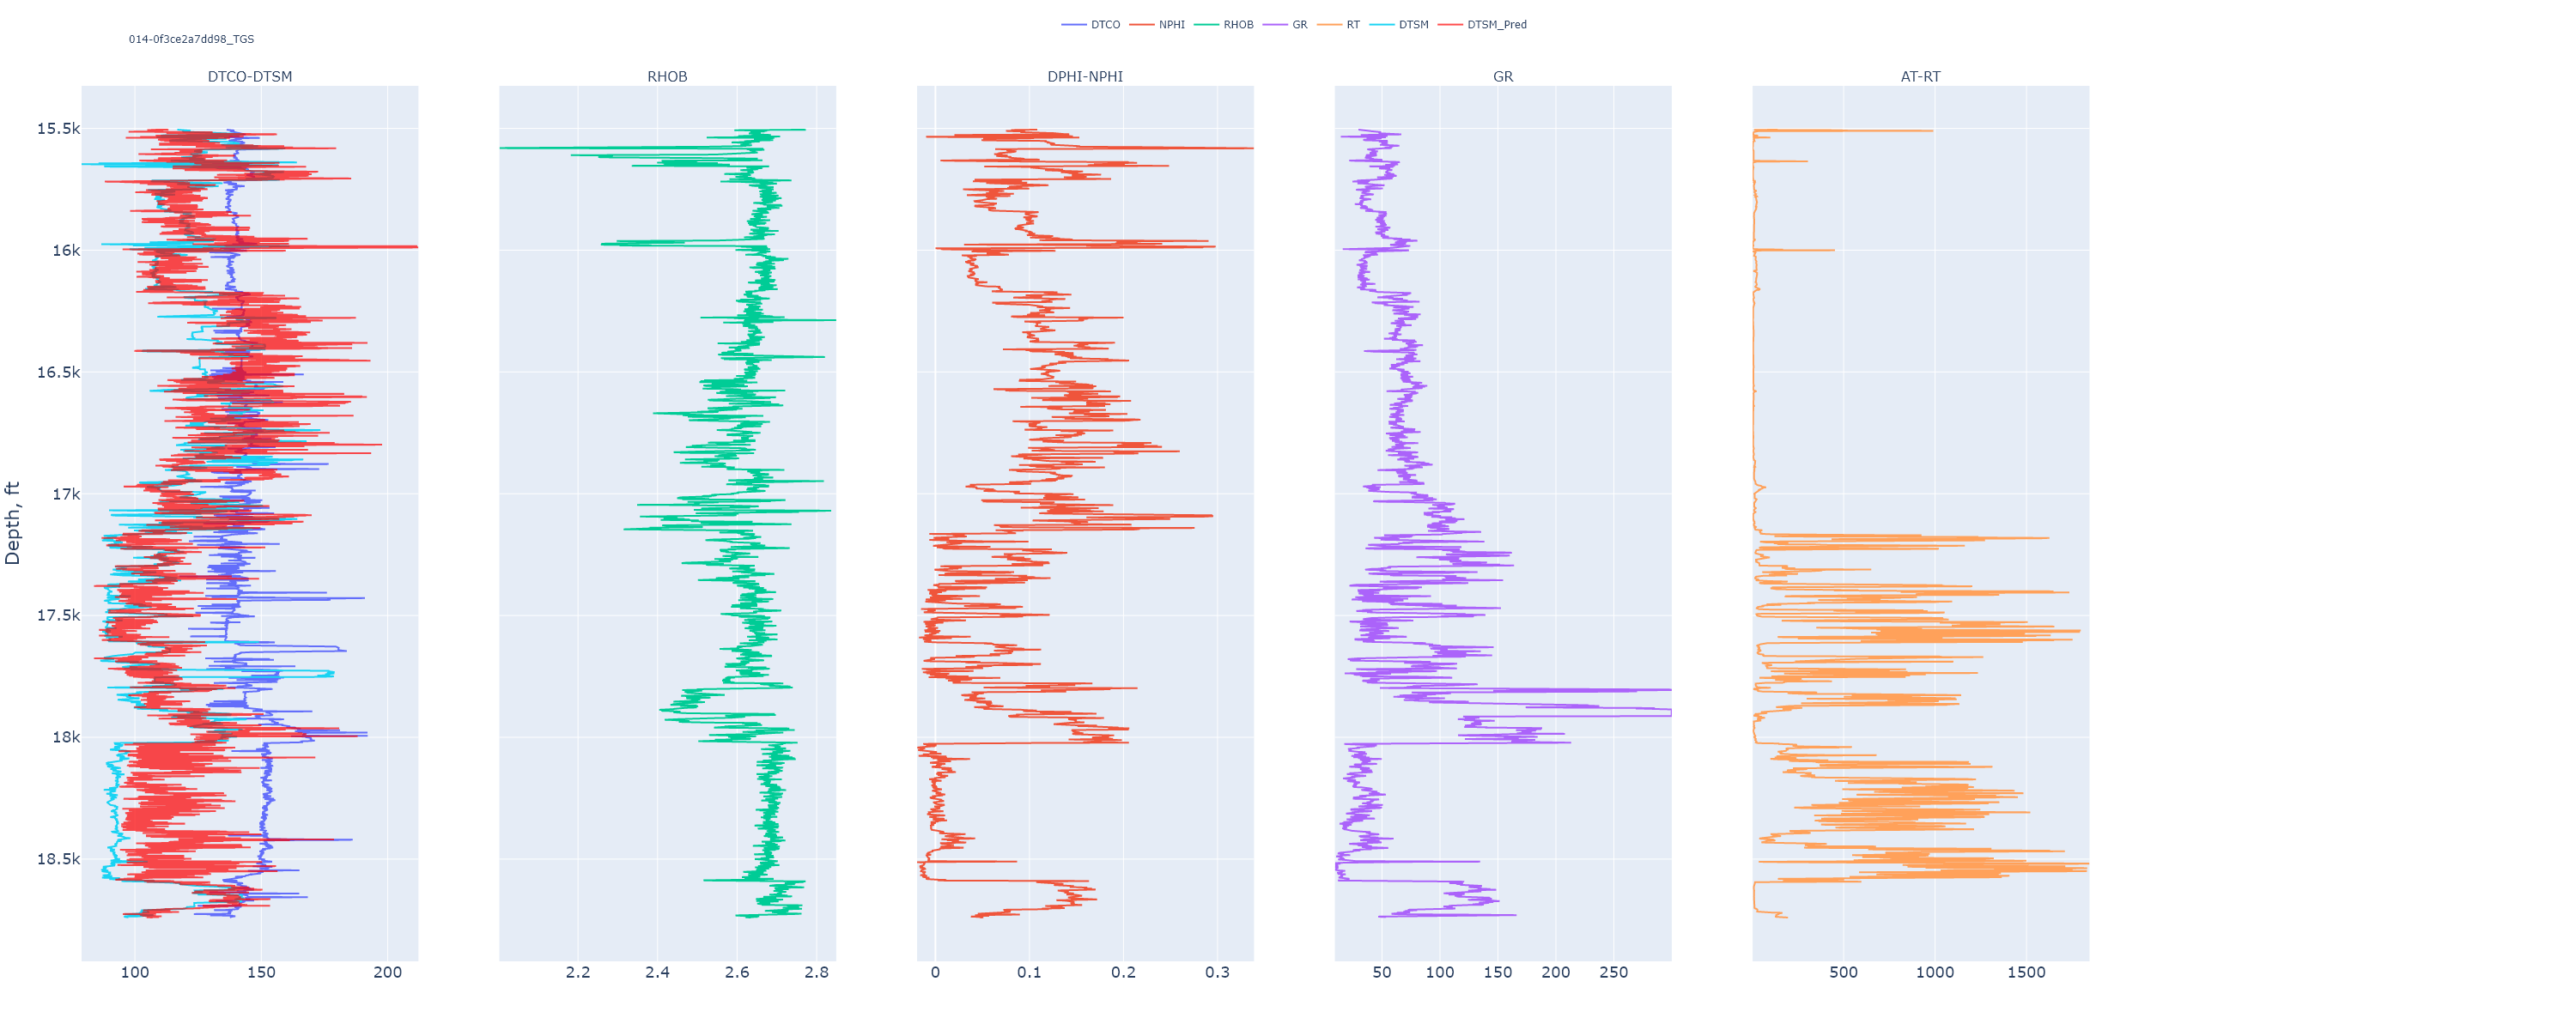 DTCO NPHI RHOB GR RT DTSM DTSM_Pred
014-0f3ce2a7dd98_TGS
DTCO-DTSM RHOB DPHI-NPHI GR AT-RT
15.5k
16k
16.5k
17k
Depth, ft
17.5k
18k
18.5k
100 150 200 2.2 2.4 2.6 2.8 0 0.1 0.2 0.3 50 100 150 200 250 500 1000 1500